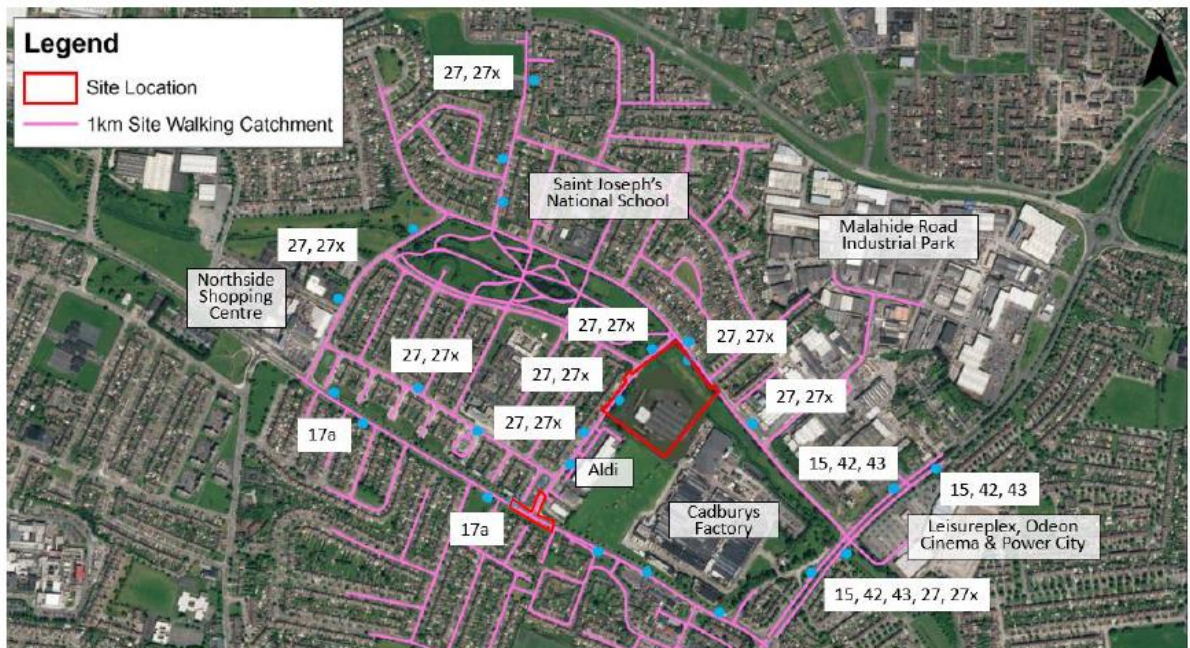 Legend
Site Location
1km Site Walking Catchment
27, 27x
Saint Joseph's
National School
Malahide Road
Industrial Park
27, 27x
Northside
Shopping
Centre
27, 27x
27, 27x
27, 27x
27, 27x
27, 27x
27, 27x
17a
Aldi
15, 42, 43
15, 42, 43
17a
Cadburys
Factory
Leisureplex, Odeon
Cinema & Power City
15, 42, 43, 27, 27x